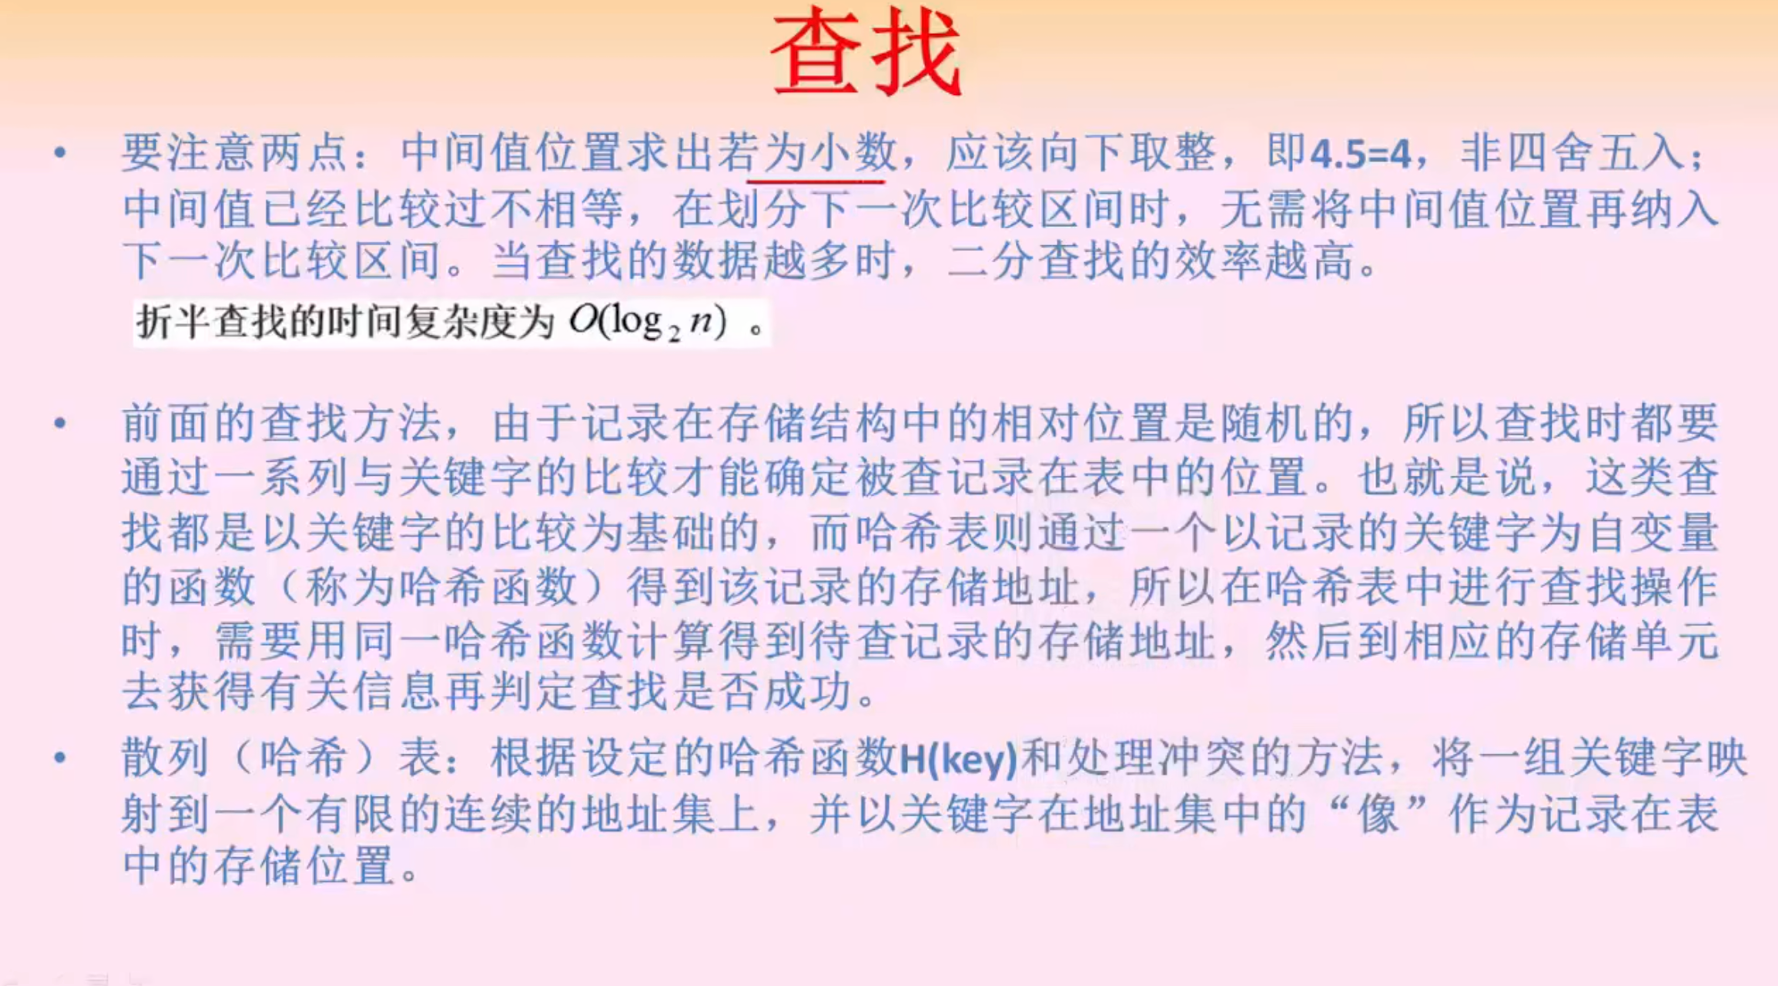 查找
• 要注意两点：中间值位置求出若为小数，应该向下取整，即4.5=4，非四舍五入；
中间值已经比较过不相等，在划分下一次比较区间时，无需将中间值位置再纳入
下一次比较区间。当查找的数据越多时，二分查找的效率越高。
折半查找的时间复杂度为 O(log₂ n) 。
• 前面的查找方法，由于记录在存储结构中的相对位置是随机的，所以查找时都要
通过一系列与关键字的比较才能确定被查记录在表中的位置。也就是说，这类查
找都是以关键字的比较为基础的，而哈希表则通过一个以记录的关键字为自变量
的函数（称为哈希函数）得到该记录的存储地址，所以在哈希表中进行查找操作
时，需要用同一哈希函数计算得到待查记录的存储地址，然后到相应的存储单元
去获得有关信息再判定查找是否成功。
• 散列（哈希）表：根据设定的哈希函数H(key)和处理冲突的方法，将一组关键字映
射到一个有限的连续的地址集上，并以关键字在地址集中的“像”作为记录在表
中的存储位置。